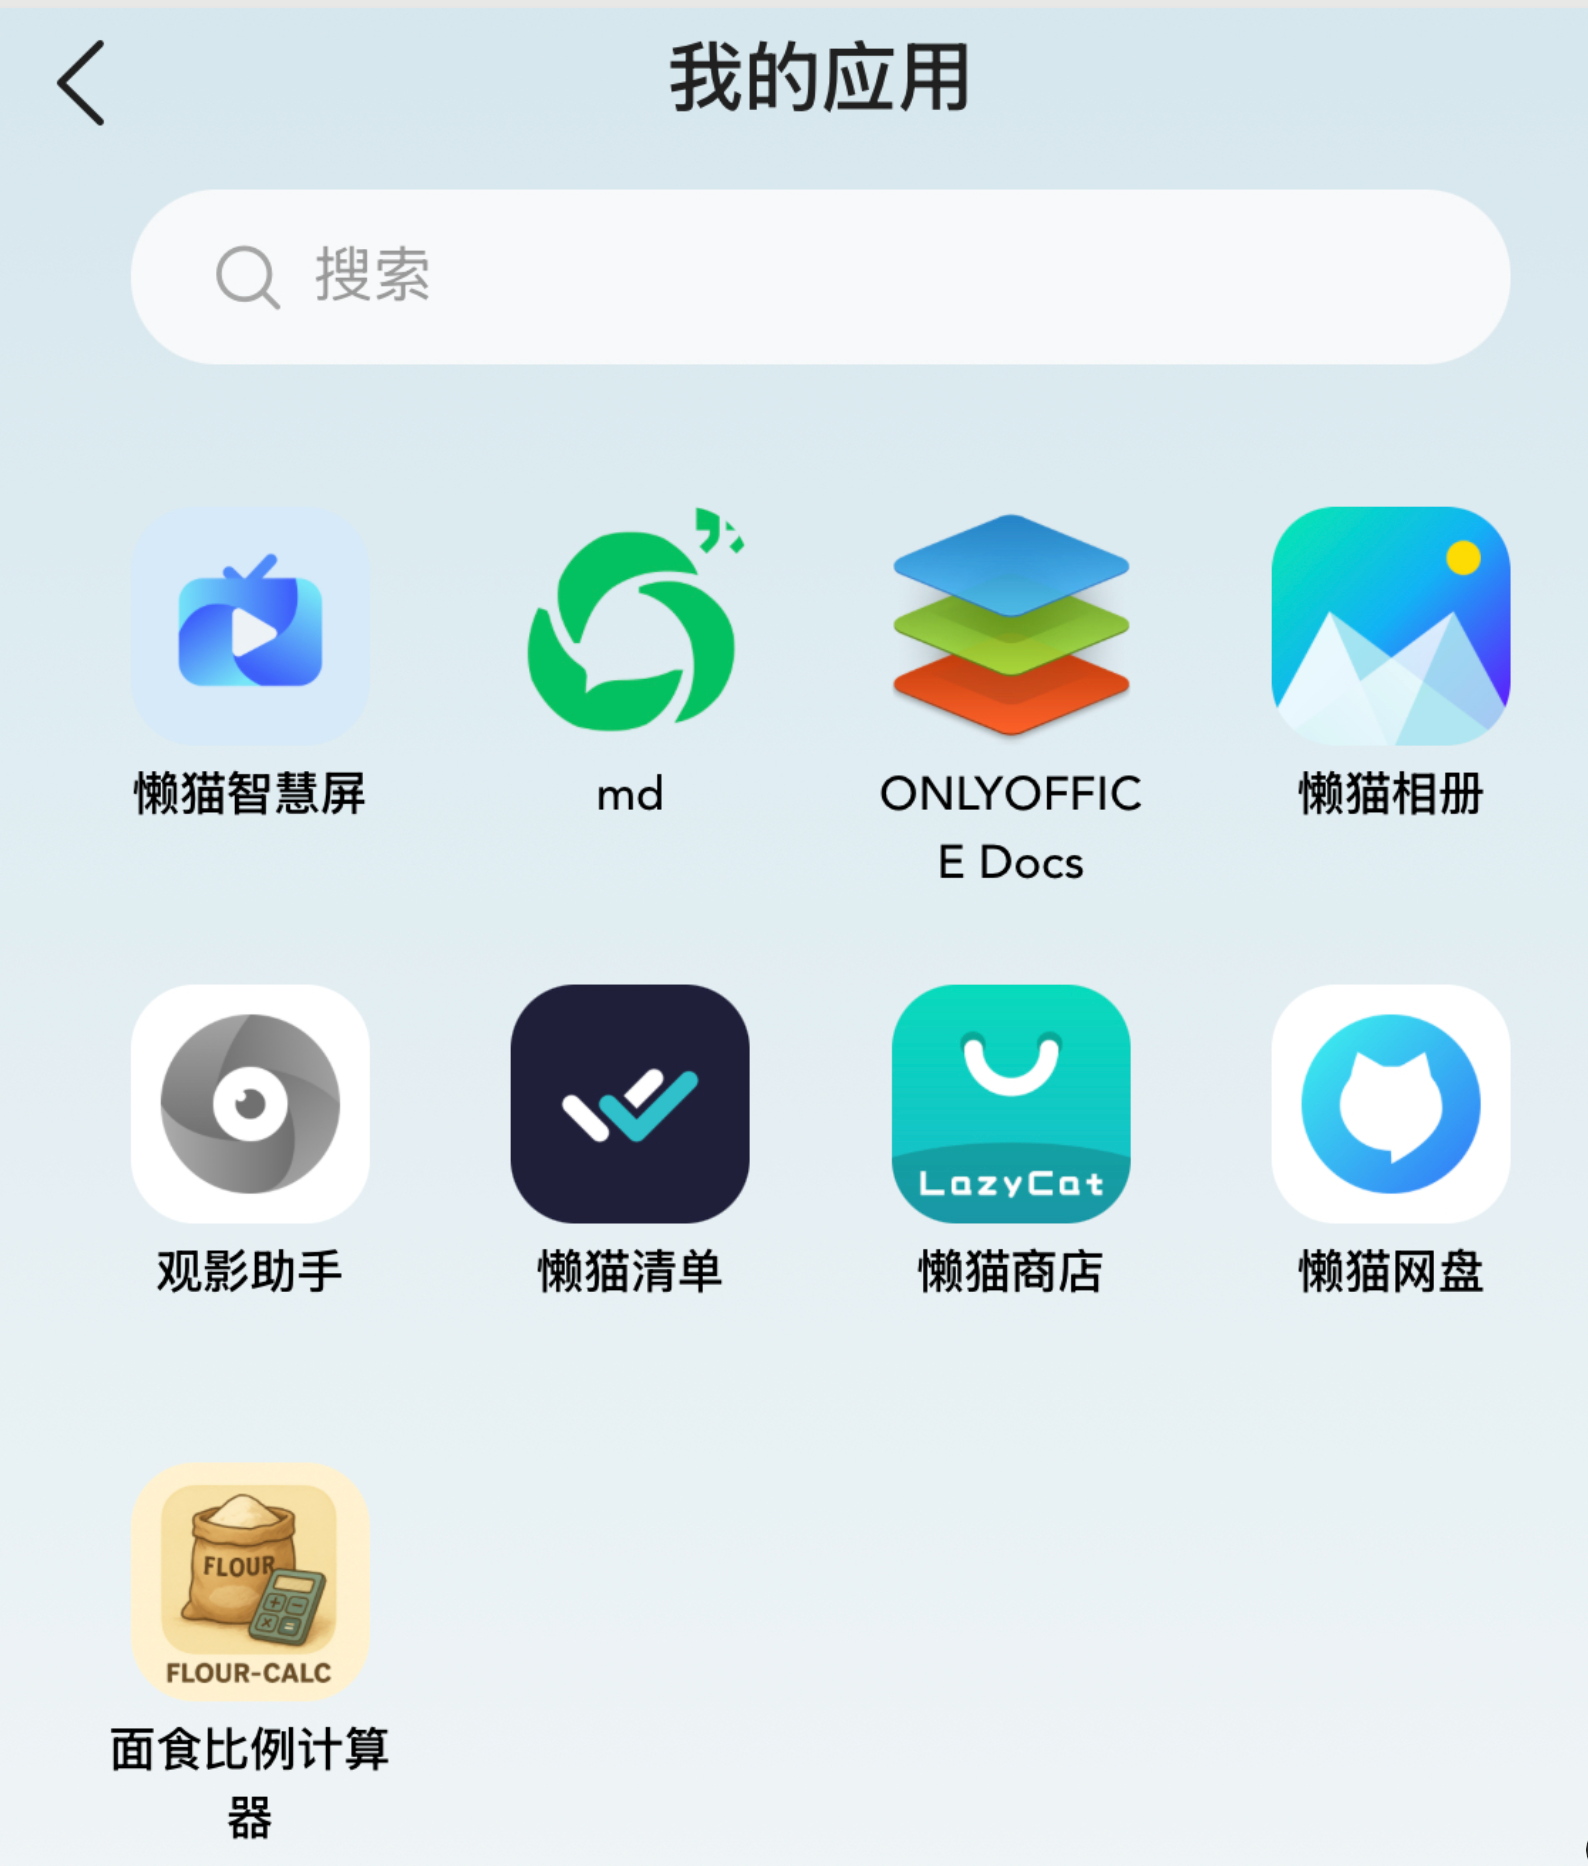 我的应用
搜索
懒猫智慧屏
md
ONLYOFFIC
E Docs
懒猫相册
LazyCat
观影助手
懒猫清单
懒猫商店
懒猫网盘
FLOUR
FLOUR-CALC
面食比例计算
器